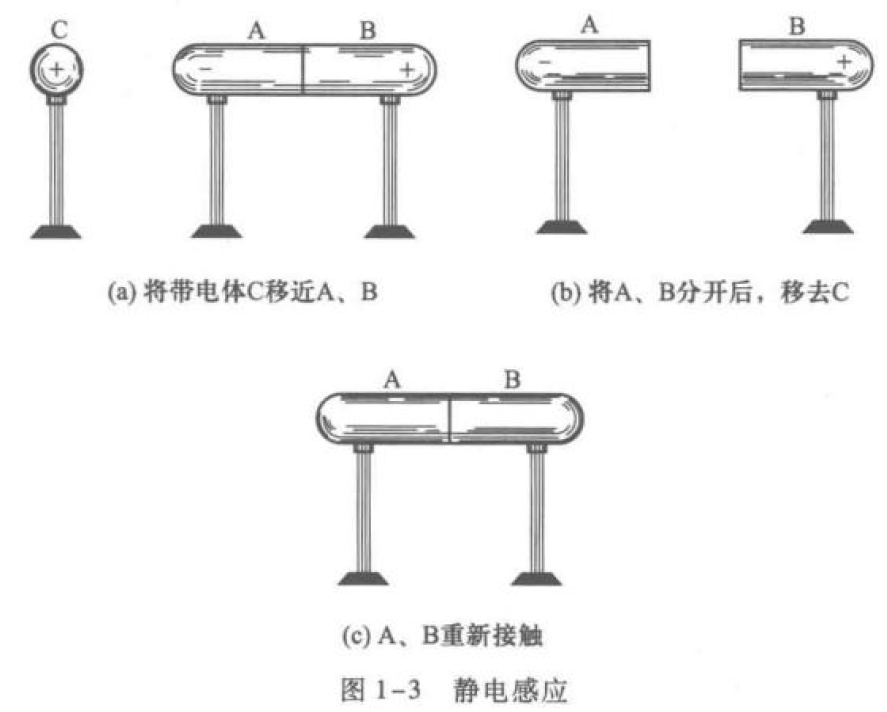 C A B
+ − +
A B
− +
(a) 将带电体C移近A、B
(b) 将A、B分开后，移去C
A B
(c) A、B重新接触
图 1-3 静电感应